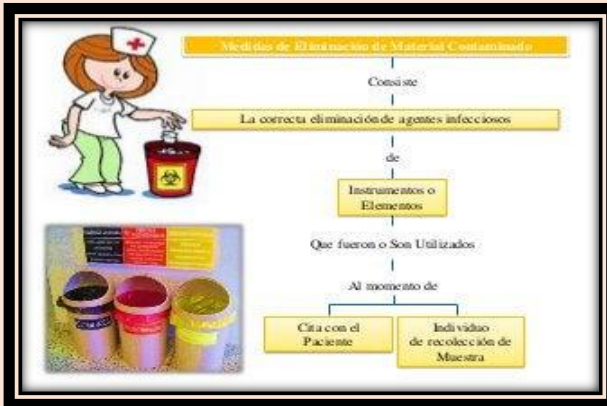 Medidas de Eliminación de Material Contaminado
Consiste
La correcta eliminación de agentes infecciosos
de
Instrumentos o
Elementos
Que fueron o Son Utilizados
Al momento de
Cita con el
Paciente
Individuo
de recolección de
Muestra